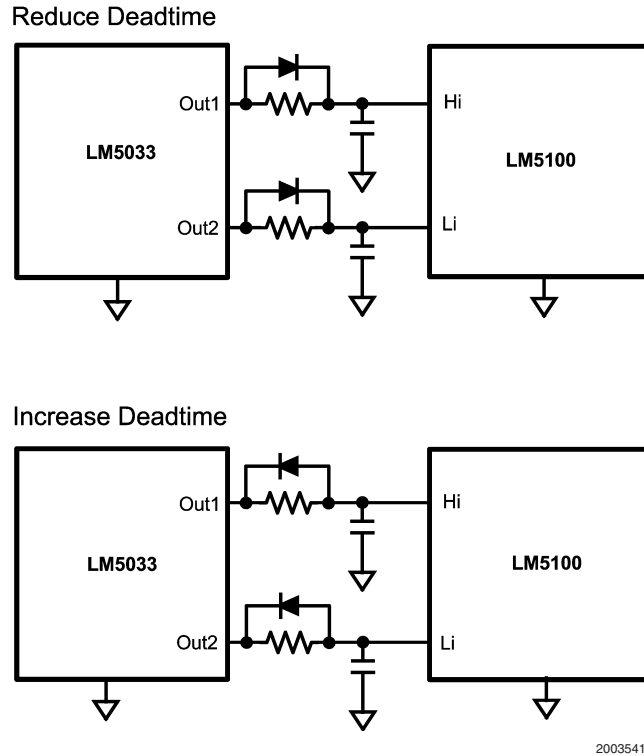 Reduce Deadtime
Out1
Hi
LM5033
LM5100
Out2
Li
Increase Deadtime
Out1
Hi
LM5033
LM5100
Out2
Li
2003541